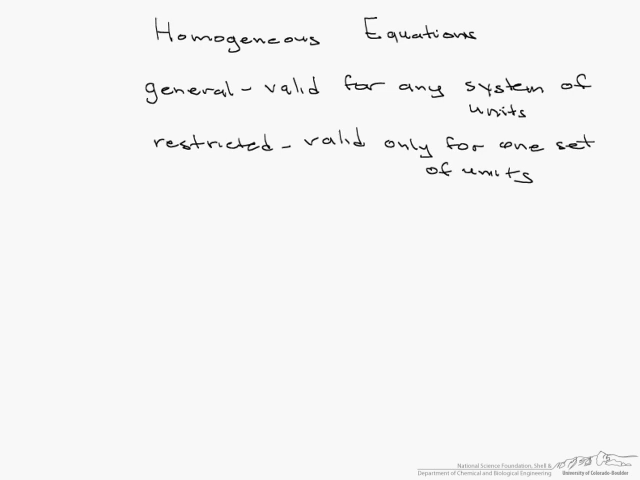 Homogeneous Equations
general – valid for any system of
units
restricted – valid only for one set
of units
National Science Foundation, Shell &
Department of Chemical and Biological Engineering
University of Colorado-Boulder